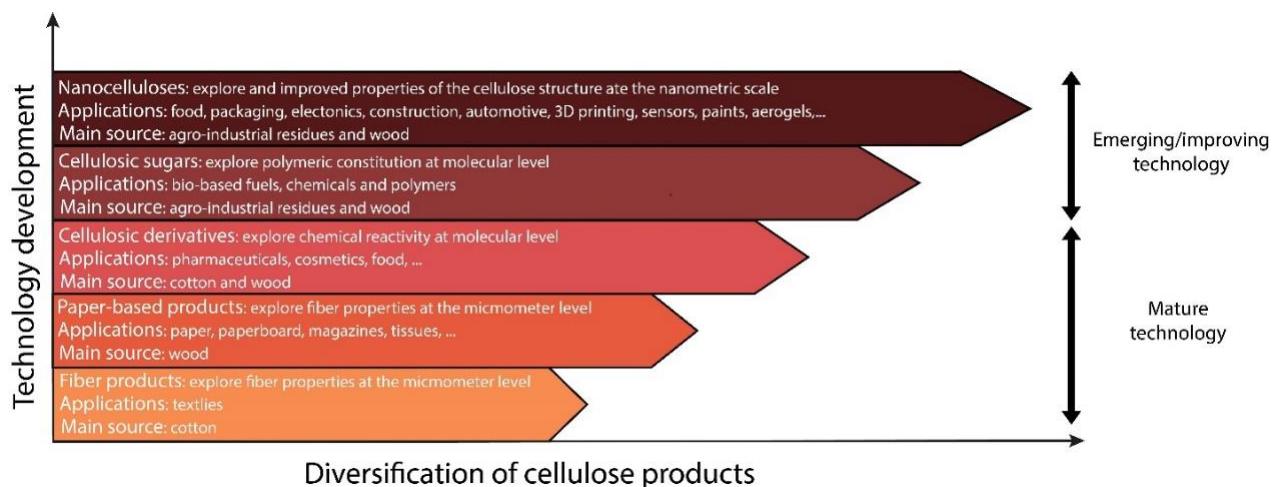 Technology development
Nanocelluloses: explore and improved properties of the cellulose structure ate the nanometric scale
Applications: food, packaging, electonics, construction, automotive, 3D printing, sensors, paints, aerogels,...
Main source: agro-industrial residues and wood
Cellulosic sugars: explore polymeric constitution at molecular level
Applications: bio-based fuels, chemicals and polymers
Main source: agro-industrial residues and wood
Cellulosic derivatives: explore chemical reactivity at molecular level
Applications: pharmaceuticals, cosmetics, food, ...
Main source: cotton and wood
Paper-based products: explore fiber properties at the micmometer level
Applications: paper, paperboard, magazines, tissues, ...
Main source: wood
Fiber products: explore fiber properties at the micmometer level
Applications: textlies
Main source: cotton
Emerging/improving
technology
Mature
technology
Diversification of cellulose products